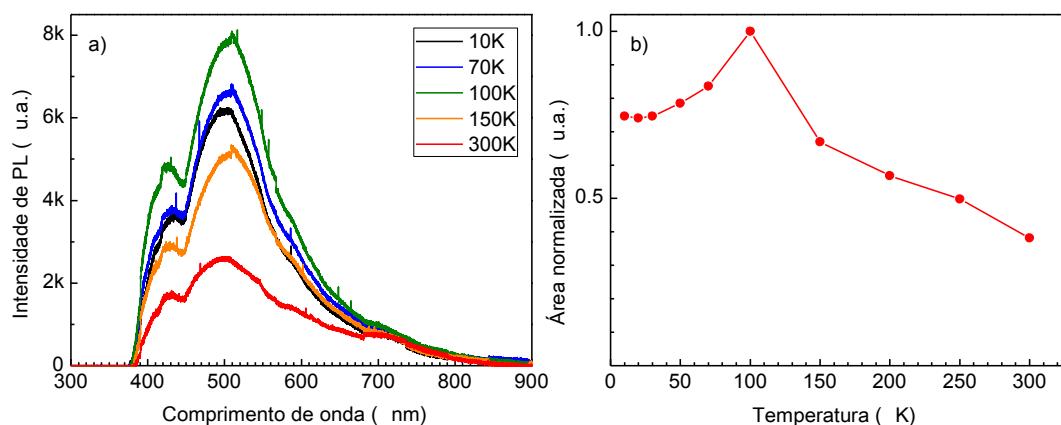 a)
10K
70K
100K
150K
300K
8k
6k
4k
2k
0
300 400 500 600 700 800 900
Intensidade de PL ( u.a.)
Comprimento de onda ( nm)
b)
1.0
0.5
0 50 100 150 200 250 300
Área normalizada ( u.a.)
Temperatura ( K)